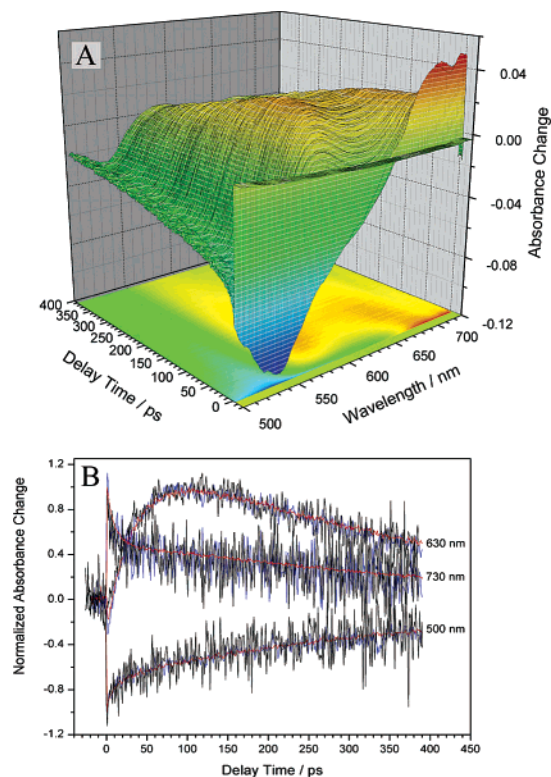 A
0.04
0.00
-0.04
-0.08
-0.12
Absorbance Change
400
350
300
250
200
150
100
50
0
Delay Time / ps
500
550
600
650
700
Wavelength / nm
B
1.2
0.8
0.4
0.0
-0.4
-0.8
-1.2
Normalized Absorbance Change
630 nm
730 nm
500 nm
0 50 100 150 200 250 300 350 400 450
Delay Time / ps